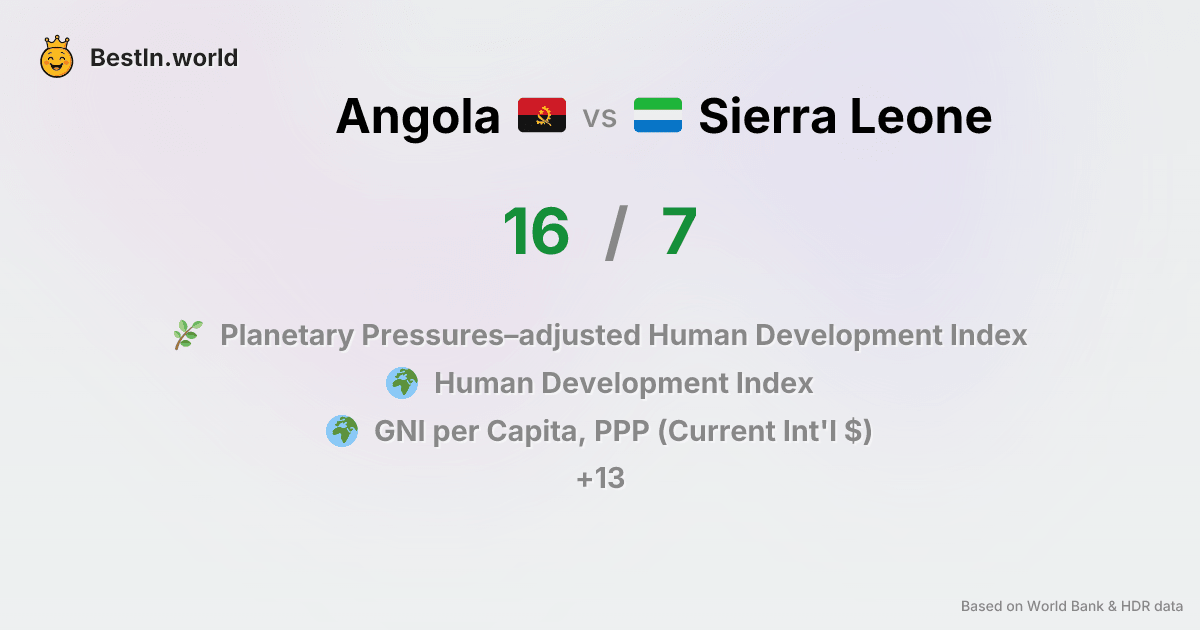 BestIn.world
Angola vs Sierra Leone
16 / 7
Planetary Pressures–adjusted Human Development Index
Human Development Index
GNI per Capita, PPP (Current Int'l $)
+13
Based on World Bank & HDR data